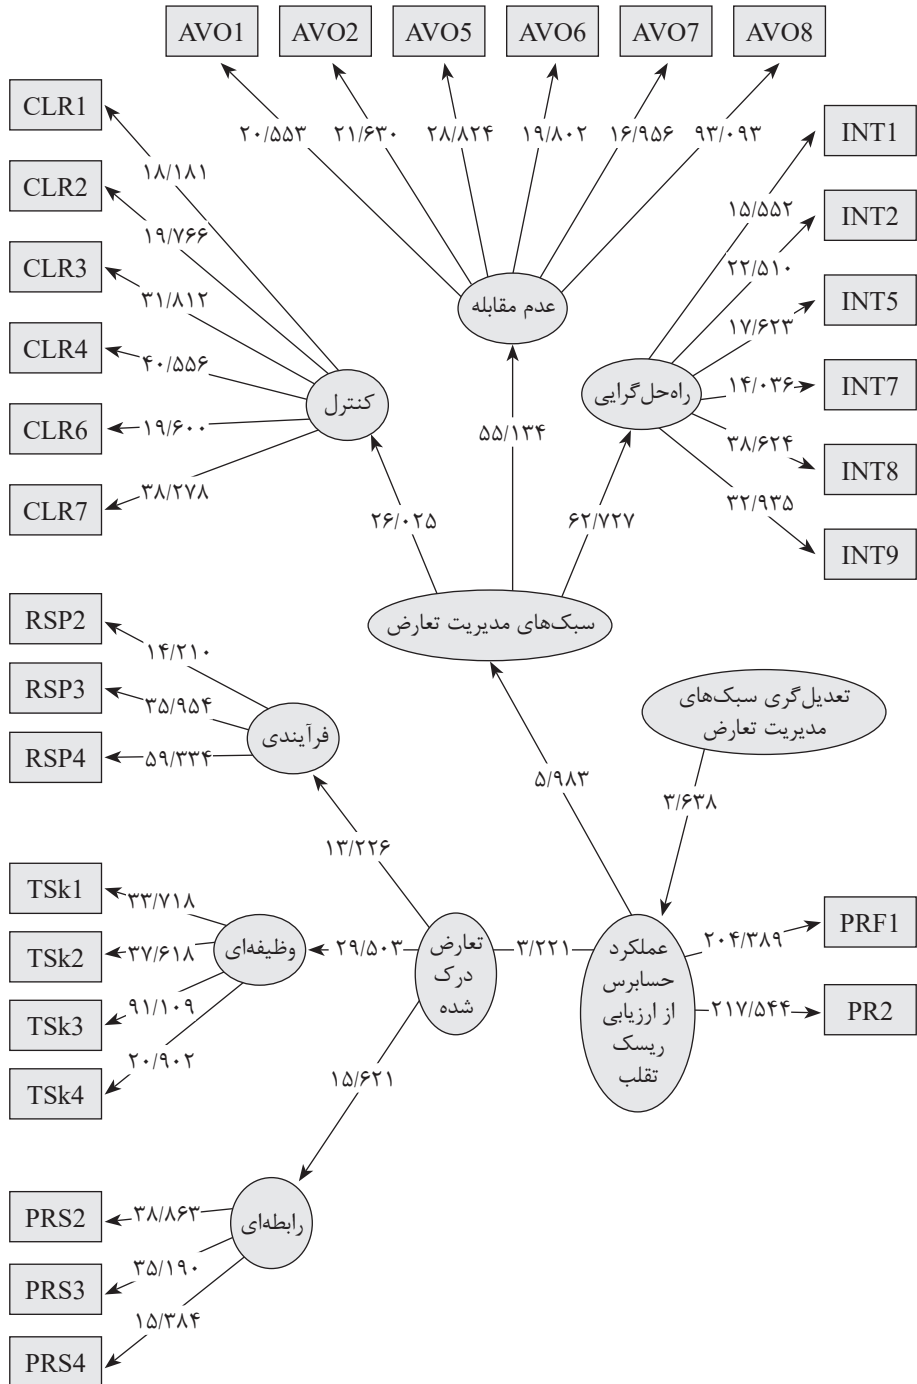 AVO1 AVO2 AVO5 AVO6 AVO7 AVO8
۲۰/۵۵۳ ۲۱/۶۳۰ ۲۸/۸۲۴ ۱۹/۸۰۲ ۱۶/۹۵۶ ۹۳/۰۹۳
عدم مقابله
CLR1
CLR2
CLR3
CLR4
CLR6
CLR7
۱۸/۱۸۱
۱۹/۷۶۶
۳۱/۸۱۲
۴۰/۵۵۶
۱۹/۶۰۰
۳۸/۲۷۸
کنترل
INT1
INT2
INT5
INT7
INT8
INT9
۱۵/۵۵۲
۲۲/۵۱۰
۱۷/۶۲۳
۱۴/۰۳۶
۳۸/۶۲۴
۳۲/۹۳۵
راه‌حل‌گرایی
۲۶/۰۲۵
۵۵/۱۳۴
۶۲/۷۲۷
سبک‌های مدیریت تعارض
RSP2
RSP3
RSP4
۱۴/۲۱۰
۳۵/۹۵۴
۵۹/۳۳۴
فرآیندی
تعدیل‌گری سبک‌های
مدیریت تعارض
۵/۹۸۳
۳/۶۳۸
۱۳/۲۲۶
TSk1
TSk2
TSk3
TSk4
۳۳/۷۱۸
۳۷/۶۱۸
۹۱/۱۰۹
۲۰/۹۰۲
وظیفه‌ای
۲۹/۵۰۳
تعارض
درک
شده
۳/۲۲۱
عملکرد
حسابرس
از ارزیابی
ریسک
تقلب
۲۰۴/۳۸۹
۲۱۷/۵۴۴
PRF1
PR2
۱۵/۶۲۱
رابطه‌ای
PRS2
PRS3
PRS4
۳۸/۸۶۳
۳۵/۱۹۰
۱۵/۳۸۴